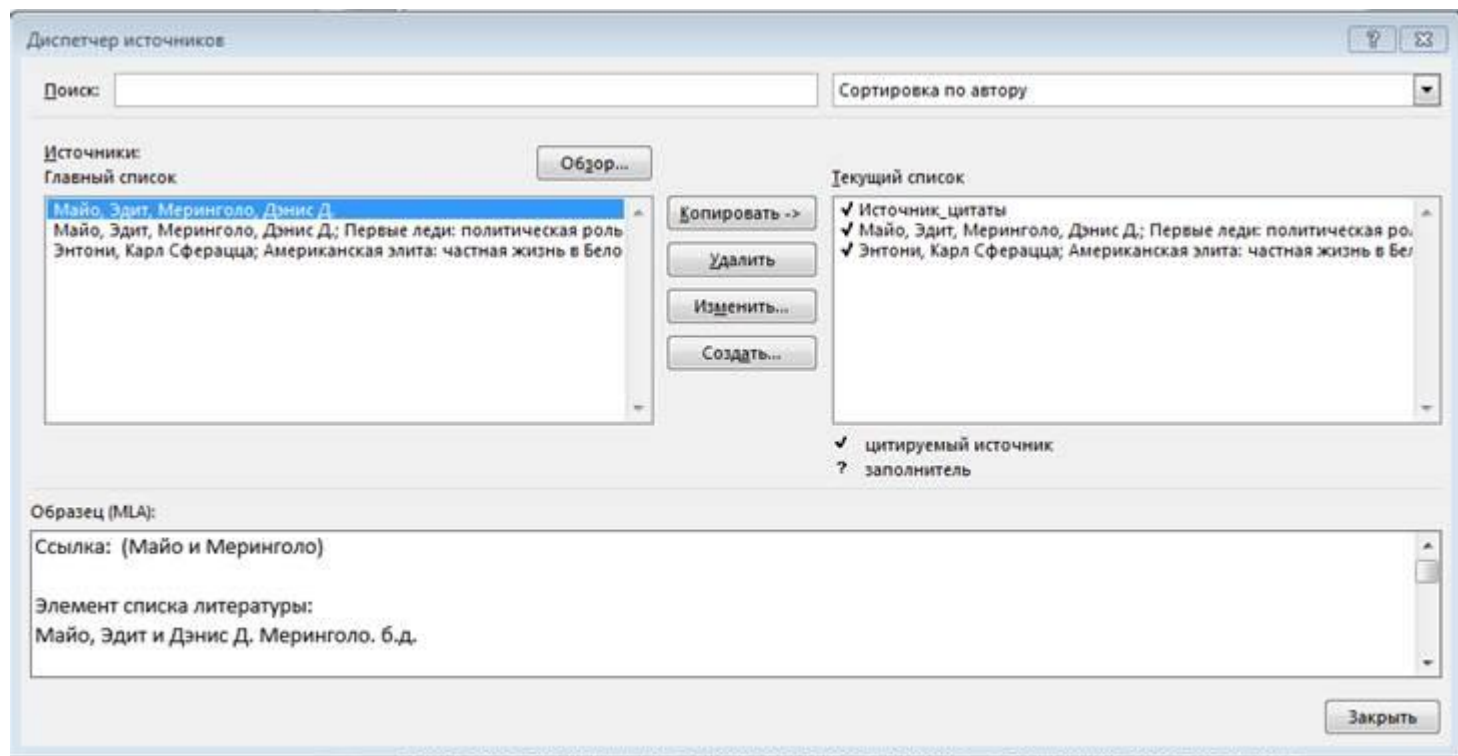 Диспетчер источников
Поиск:
Сортировка по автору
Источники:
Главный список
Обзор...
Текущий список
Майо, Эдит, Меринголо, Дэнис Д.
Майо, Эдит, Меринголо, Дэнис Д.; Первые леди: политическая роль
Энтони, Карл Сферацца; Американская элита: частная жизнь в Бело
Копировать ->
Удалить
Изменить...
Создать...
✓ Источник_цитаты
✓ Майо, Эдит, Меринголо, Дэнис Д.; Первые леди: политическая ро
✓ Энтони, Карл Сферацца; Американская элита: частная жизнь в Бел
✓ цитируемый источник
? заполнитель
Образец (MLA):
Ссылка: (Майо и Меринголо)
Элемент списка литературы:
Майо, Эдит и Дэнис Д. Меринголо. б.д.
Закрыть